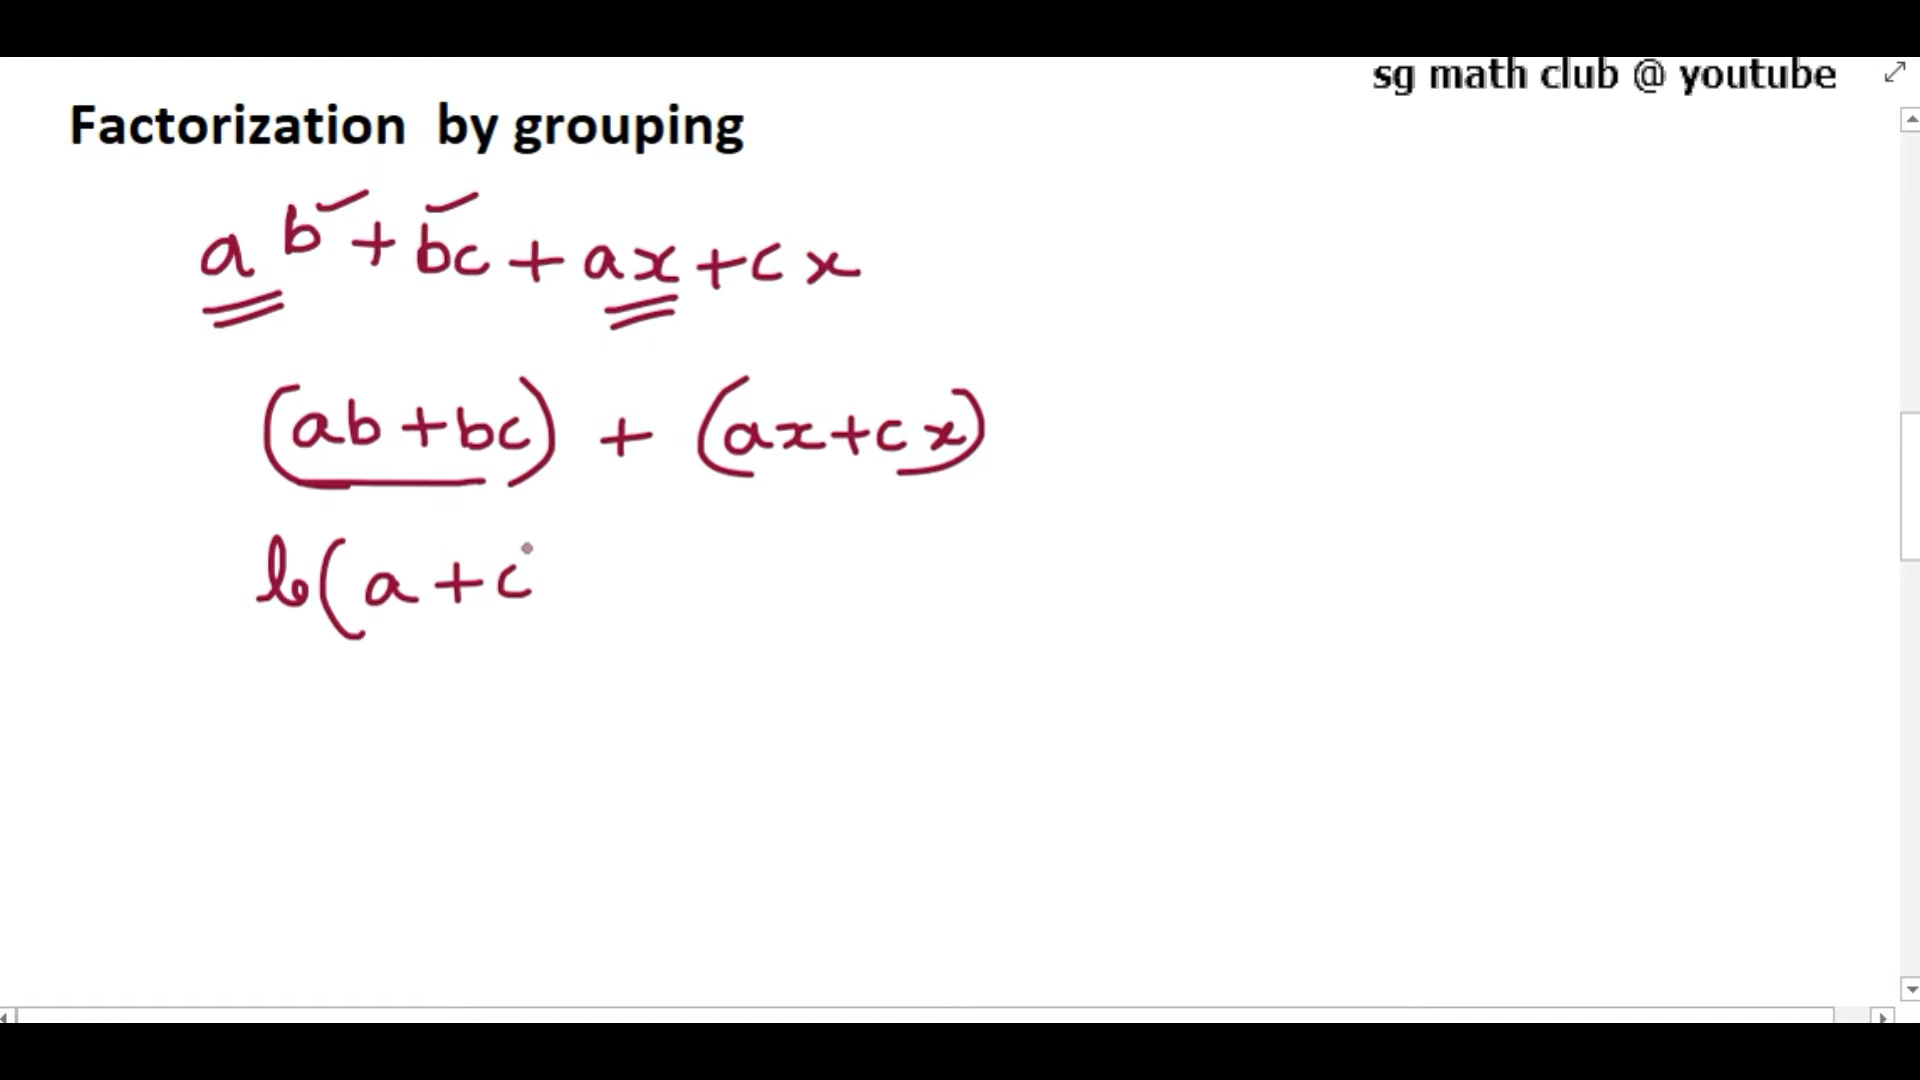 sg math club @ youtube
Factorization by grouping
ab + bc + ax + cx
(ab + bc) + (ax + cx)
b(a + c